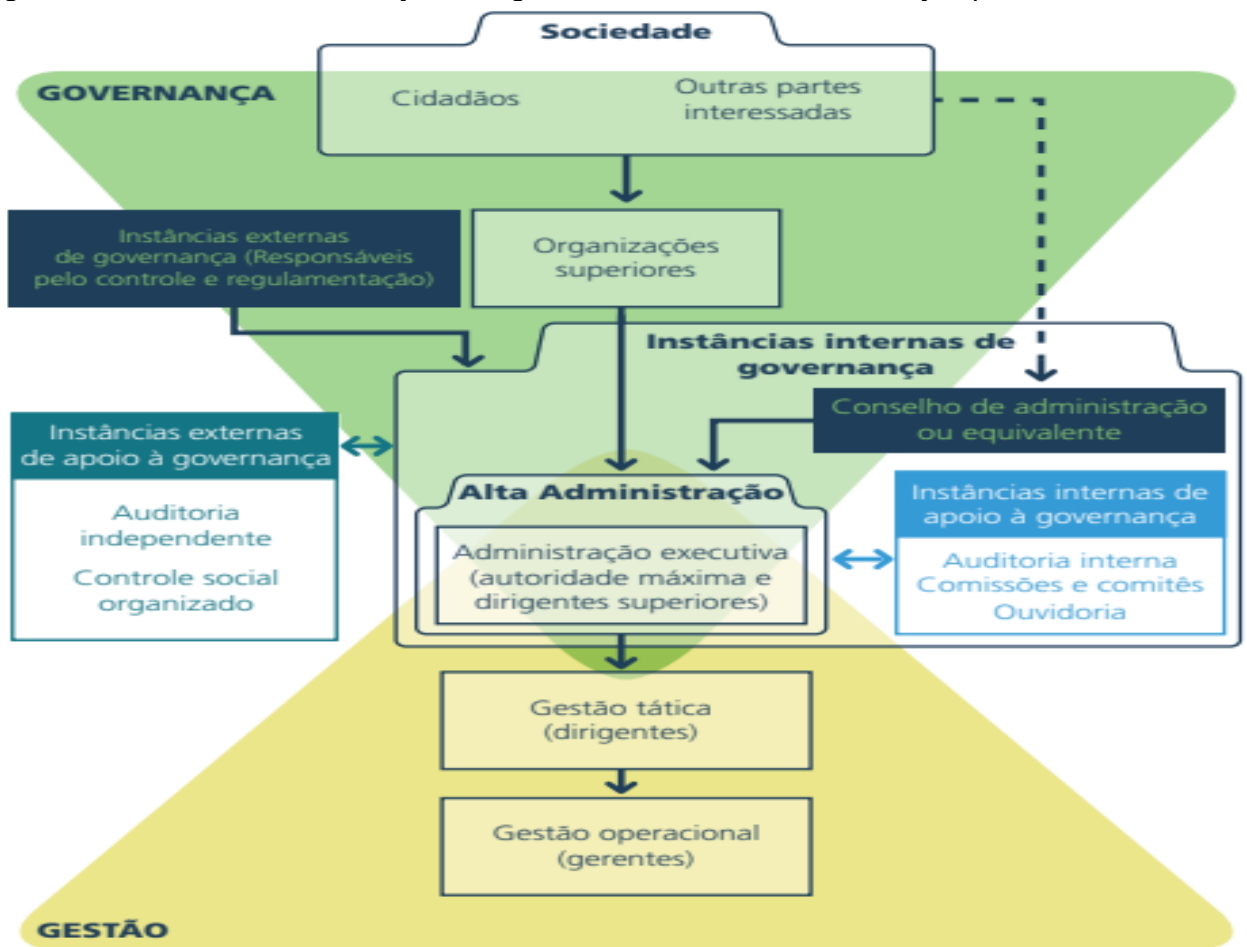 Sociedade
GOVERNANÇA
Cidadãos
Outras partes
interessadas
Instâncias externas
de governança (Responsáveis
pelo controle e regulamentação)
Organizações
superiores
Instâncias internas de
governança
Conselho de administração
ou equivalente
Instâncias externas
de apoio à governança
Auditoria
independente
Controle social
organizado
Alta Administração
Administração executiva
(autoridade máxima e
dirigentes superiores)
Instâncias internas de
apoio à governança
Auditoria interna
Comissões e comitês
Ouvidoria
Gestão tática
(dirigentes)
Gestão operacional
(gerentes)
GESTÃO